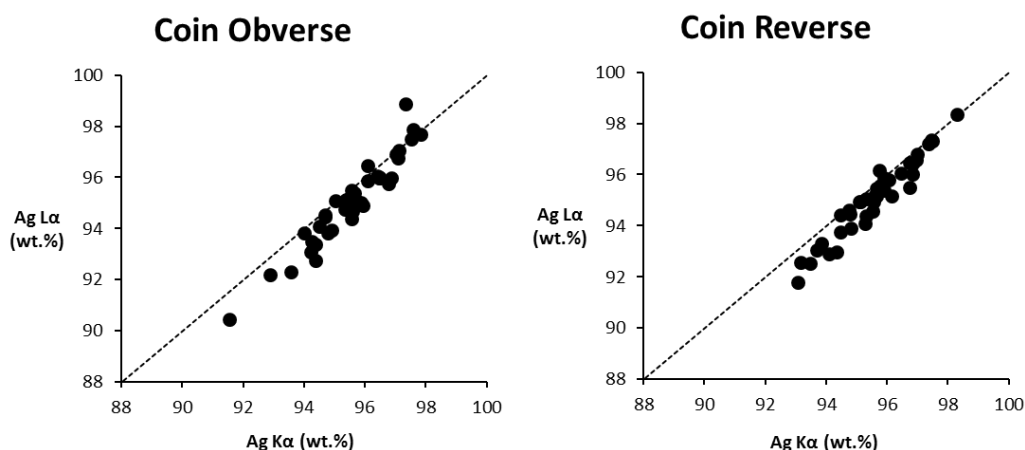 Coin Obverse
100
98
96
94
92
90
88
Ag Lα
(wt.%)
88 90 92 94 96 98 100
Ag Kα (wt.%)
Coin Reverse
100
98
96
94
92
90
88
Ag Lα
(wt.%)
88 90 92 94 96 98 100
Ag Kα (wt.%)